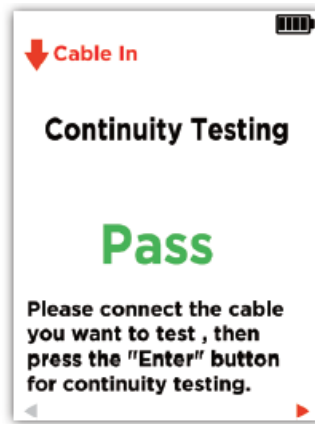 Cable In
Continuity Testing
Pass
Please connect the cable
you want to test , then
press the "Enter" button
for continuity testing.